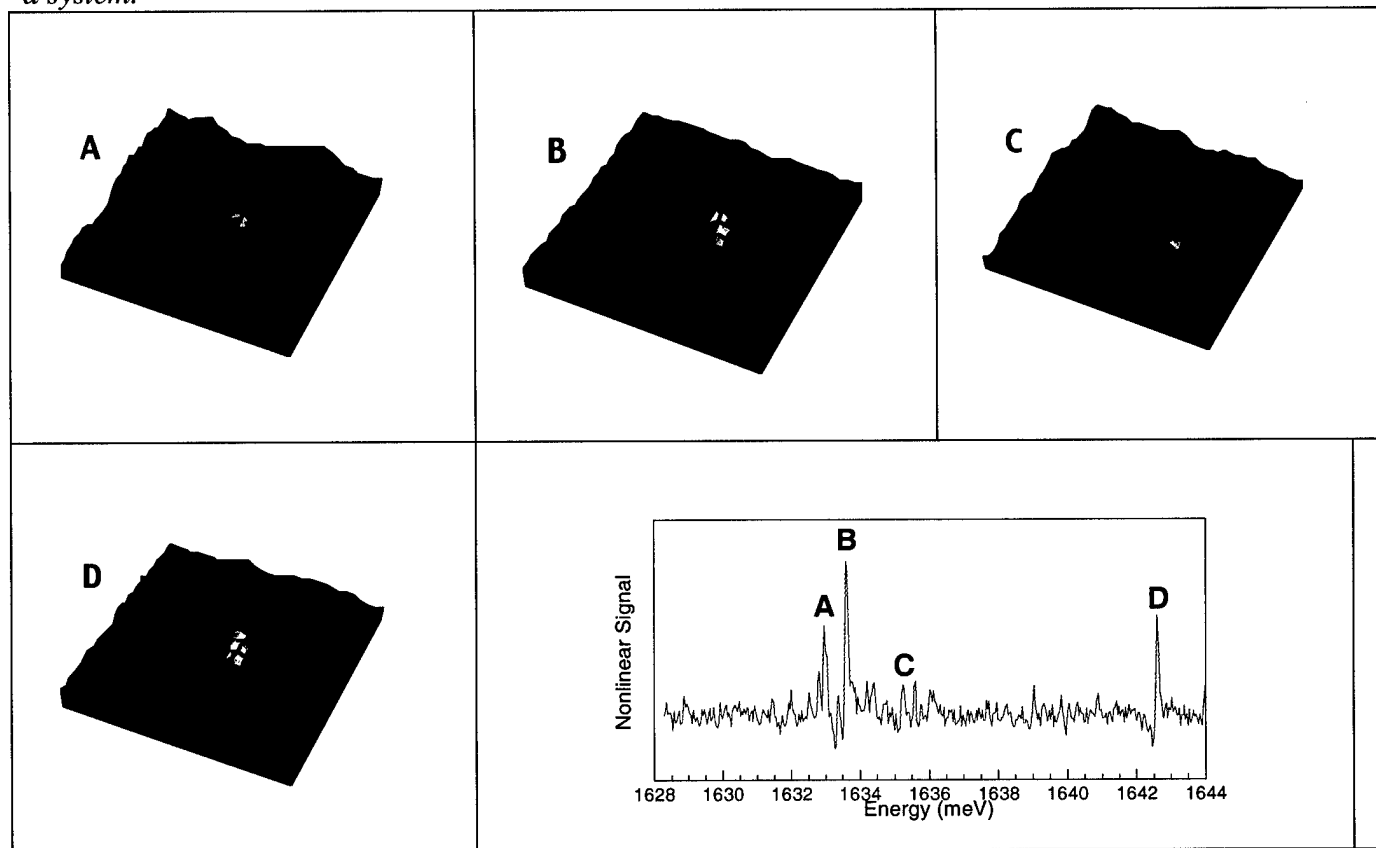 a system.
A
B
C
D
Nonlinear Signal
A
B
C
D
1628 1630 1632 1634 1636 1638 1640 1642 1644
Energy (meV)